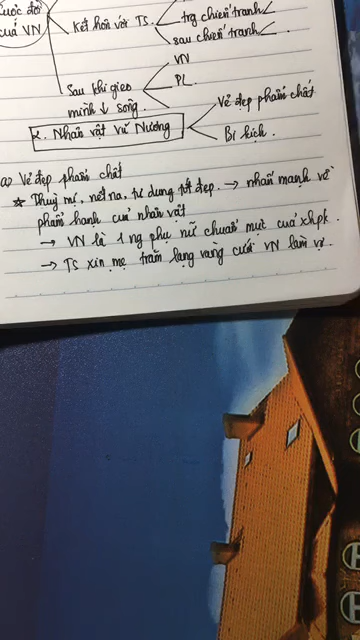 cuộc đời
của VN
Kết hôn với TS.
trg chiến tranh
sau chiến tranh
Sau khi gieo
mình ↓ sông.
VN
PL
2. Nhân vật Vũ Nương
Vẻ đẹp phẩm chất
Bi kịch.
a) Vẻ đẹp phẩm chất
☆ Thuỳ mị, nết na, tư dung tốt đẹp. → nhấn mạnh về
phẩm hạnh của nhân vật
→ VN là 1 ng phụ nữ chuẩn mực của xhpk.
→ TS xin mẹ trăm lạng vàng cưới VN làm vợ.